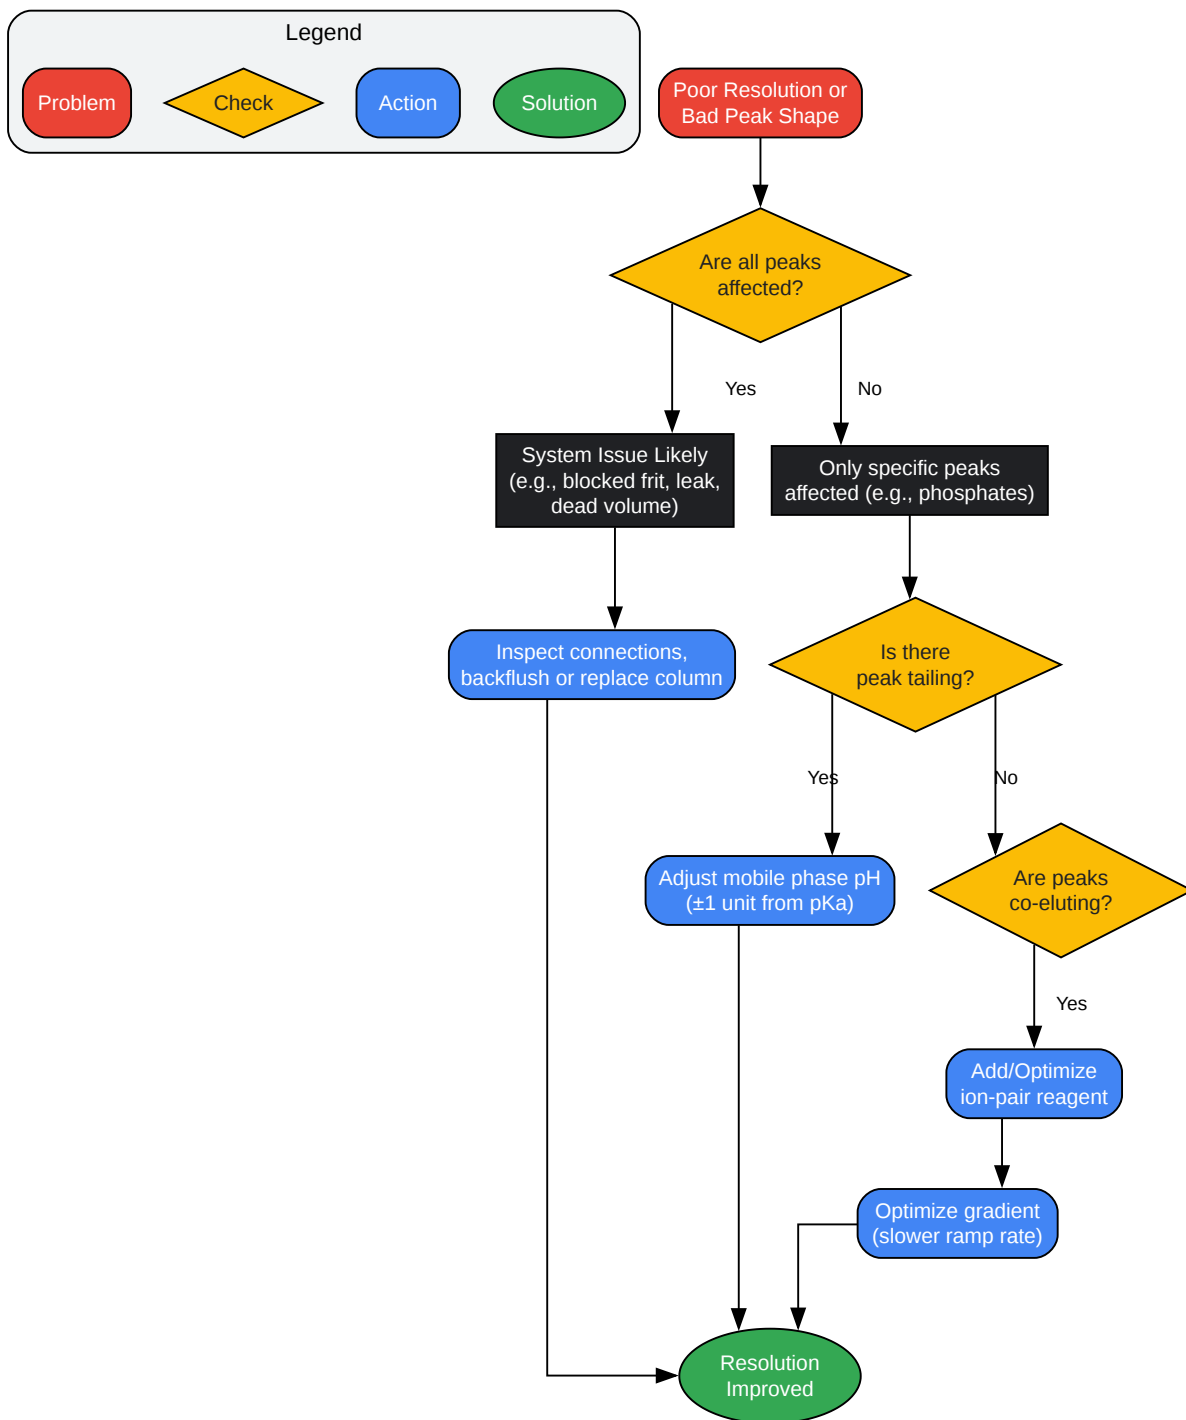 Legend
Problem
Check
Action
Solution
Poor Resolution or
Bad Peak Shape
Are all peaks
affected?
Yes
No
System Issue Likely
(e.g., blocked frit, leak,
dead volume)
Only specific peaks
affected (e.g., phosphates)
Inspect connections,
backflush or replace column
Is there
peak tailing?
Yes
No
Adjust mobile phase pH
(±1 unit from pKa)
Are peaks
co-eluting?
Yes
Add/Optimize
ion-pair reagent
Optimize gradient
(slower ramp rate)
Resolution
Improved